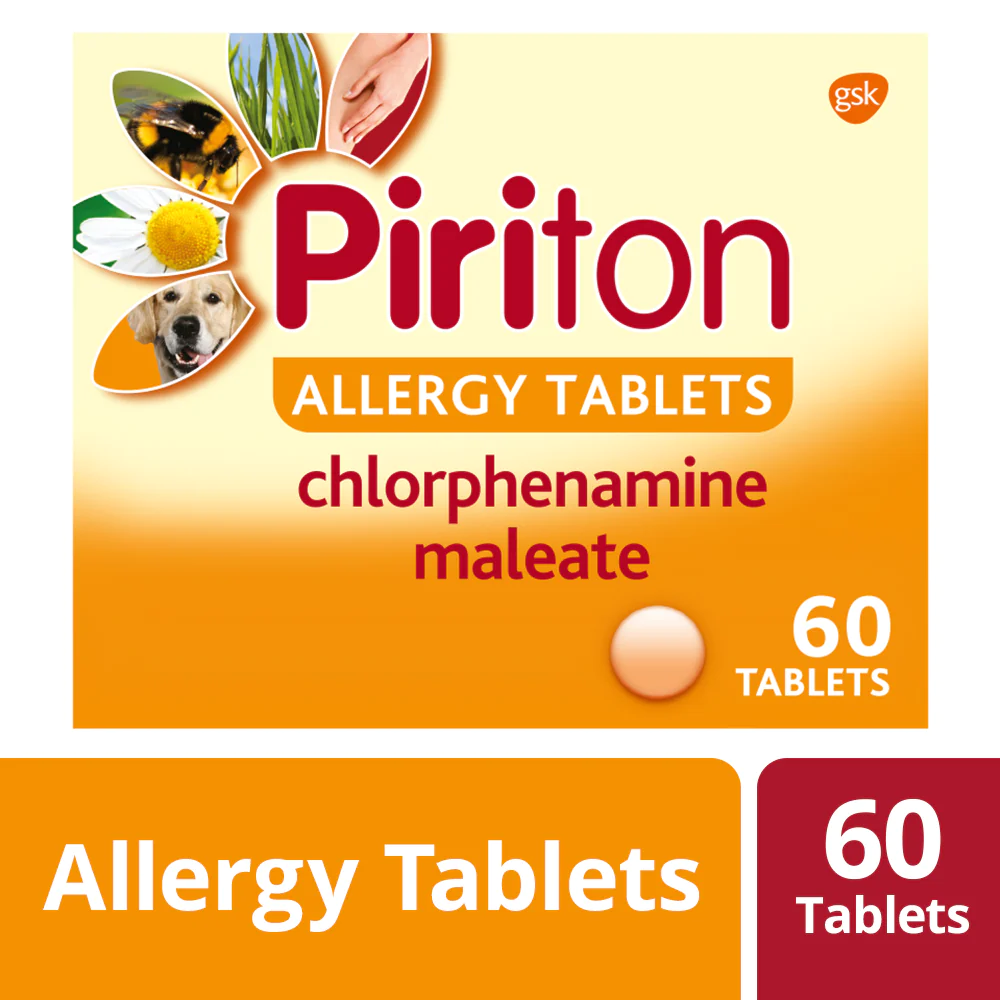 gsk
Piriton
ALLERGY TABLETS
chlorphenamine
maleate
60
TABLETS
Allergy Tablets
60
Tablets